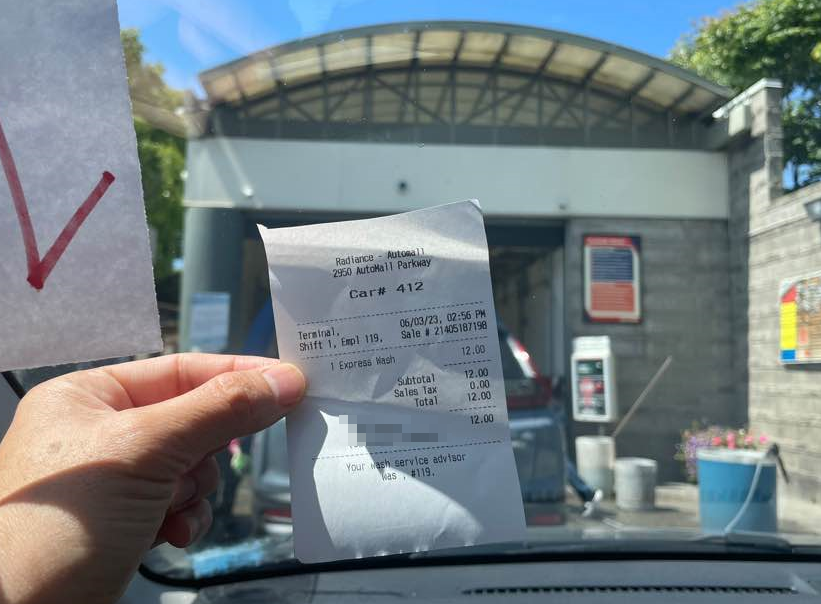 Radiance - Automall
2950 AutoMall Parkway
Car# 412
Terminal, 06/03/23, 02:56 PM
Shift 1, Empl 119, Sale # 21405187198
1 Express Wash 12.00
Subtotal 12.00
Sales Tax 0.00
Total 12.00
12.00
Your wash service advisor
was , #119.